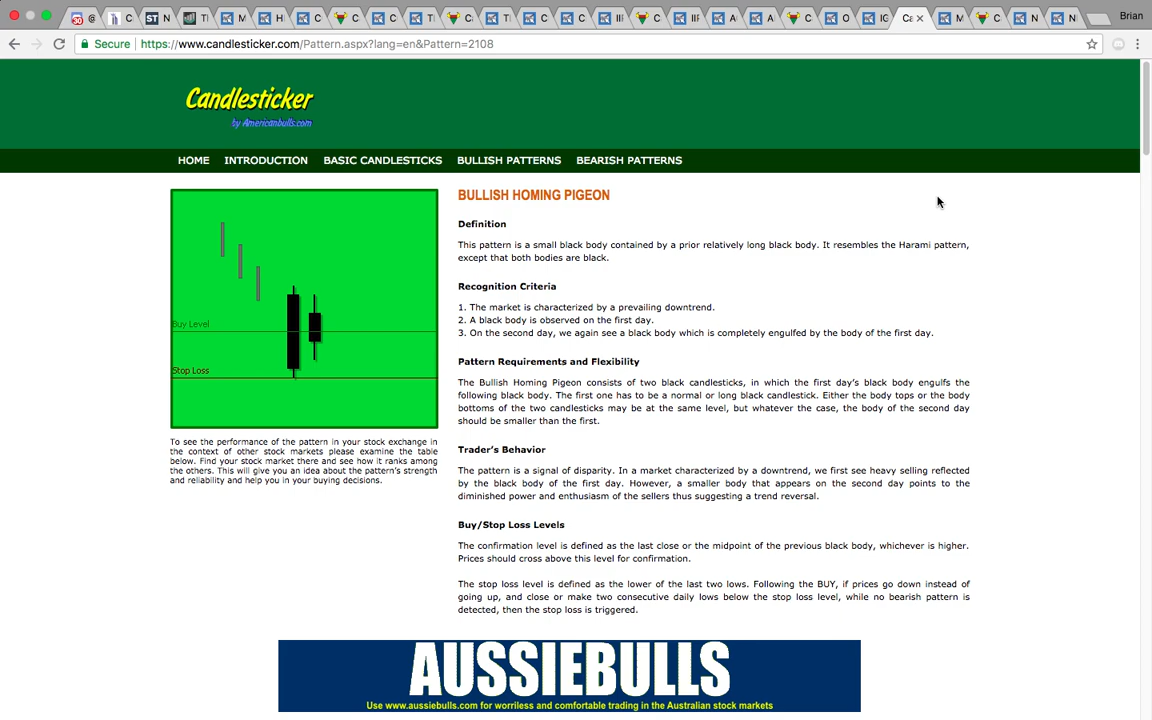 Brian
Secure https://www.candlesticker.com/Pattern.aspx?lang=en&Pattern=2108
Candlesticker
by Americanbulls.com
HOME INTRODUCTION BASIC CANDLESTICKS BULLISH PATTERNS BEARISH PATTERNS
Buy Level
Stop Loss
To see the performance of the pattern in your stock exchange in
the context of other stock markets please examine the table
below. Find your stock market there and see how it ranks among
the others. This will give you an idea about the pattern's strength
and reliability and help you in your buying decisions.
BULLISH HOMING PIGEON
Definition
This pattern is a small black body contained by a prior relatively long black body. It resembles the Harami pattern,
except that both bodies are black.
Recognition Criteria
1. The market is characterized by a prevailing downtrend.
2. A black body is observed on the first day.
3. On the second day, we again see a black body which is completely engulfed by the body of the first day.
Pattern Requirements and Flexibility
The Bullish Homing Pigeon consists of two black candlesticks, in which the first day's black body engulfs the
following black body. The first one has to be a normal or long black candlestick. Either the body tops or the body
bottoms of the two candlesticks may be at the same level, but whatever the case, the body of the second day
should be smaller than the first.
Trader's Behavior
The pattern is a signal of disparity. In a market characterized by a downtrend, we first see heavy selling reflected
by the black body of the first day. However, a smaller body that appears on the second day points to the
diminished power and enthusiasm of the sellers thus suggesting a trend reversal.
Buy/Stop Loss Levels
The confirmation level is defined as the last close or the midpoint of the previous black body, whichever is higher.
Prices should cross above this level for confirmation.
The stop loss level is defined as the lower of the last two lows. Following the BUY, if prices go down instead of
going up, and close or make two consecutive daily lows below the stop loss level, while no bearish pattern is
detected, then the stop loss is triggered.
AUSSIEBULLS
Use www.aussiebulls.com for worriless and comfortable trading in the Australian stock markets